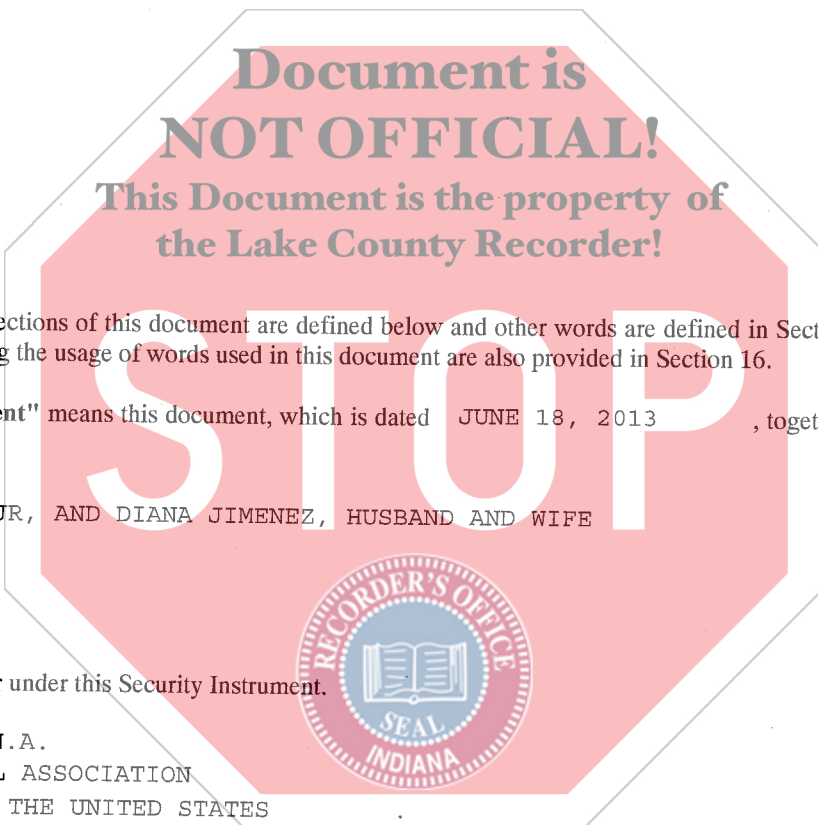 Document is
NOT OFFICIAL!
This Document is the property of
the Lake County Recorder!
STOP
ections of this document are defined below and other words are defined in Sect
g the usage of words used in this document are also provided in Section 16.
ent" means this document, which is dated JUNE 18, 2013 , toget
JR, AND DIANA JIMENEZ, HUSBAND AND WIFE
RECORDER'S OFFICE
SEAL
INDIANA
r under this Security Instrument.
N.A.
L ASSOCIATION
THE UNITED STATES .